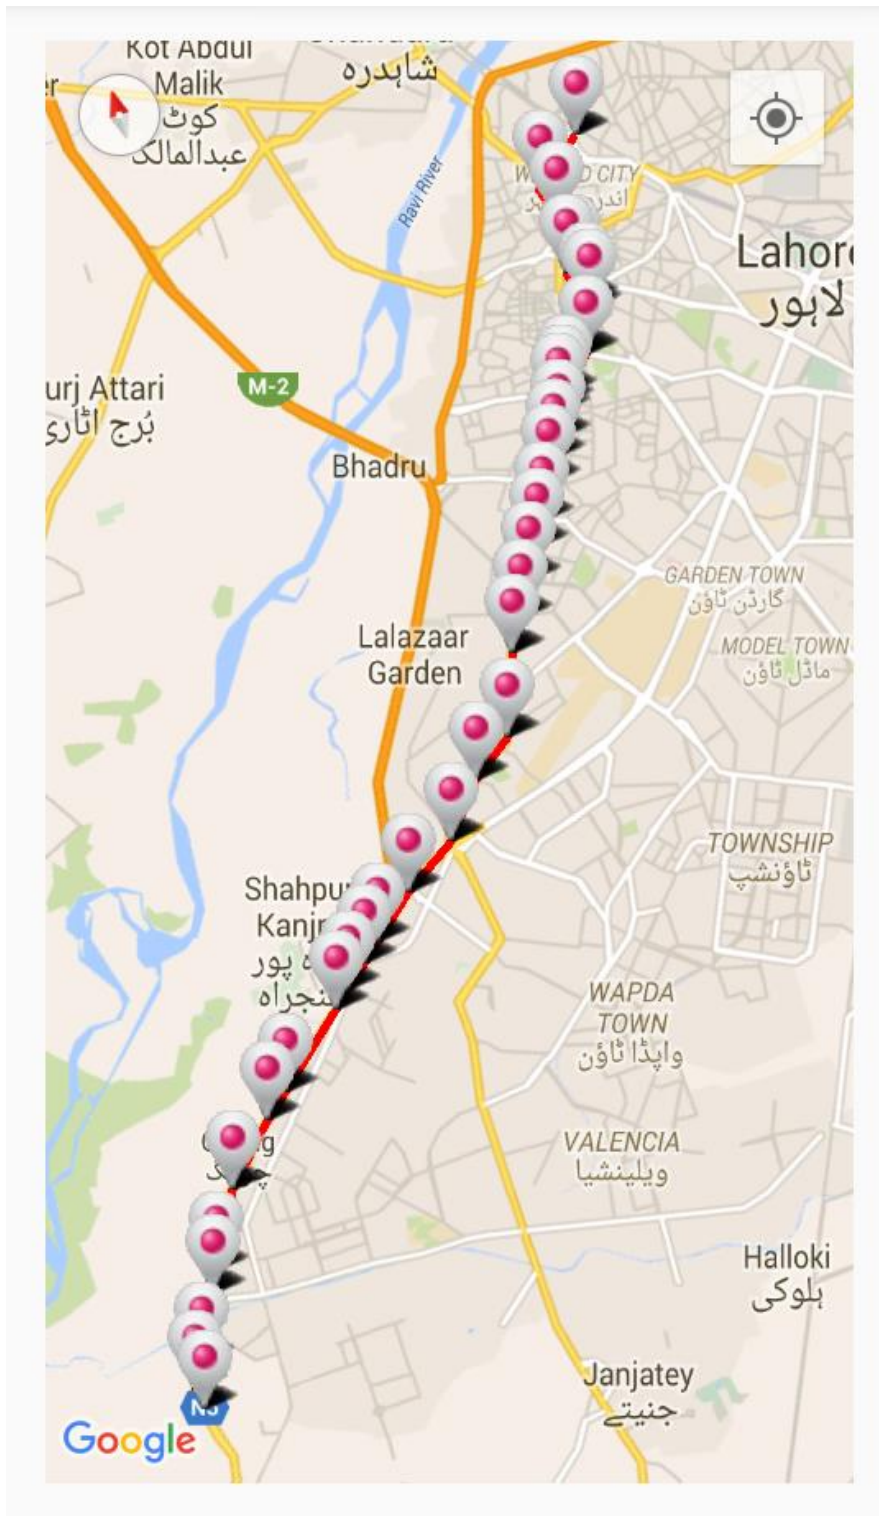 Kot Abdul
Malik
کوٹ
عبدالمالک
شاہدرہ
Ravi River
CITY
Lahore
لاہور
M-2
Attari
بُرج اٹاری
Bhadru
GARDEN TOWN
گارڈن ٹاؤن
MODEL TOWN
ماڈل ٹاؤن
Lalazaar
Garden
TOWNSHIP
ٹاؤنشپ
WAPDA
TOWN
واپڈا ٹاؤن
VALENCIA
ویلینشیا
Halloki
ہلوکی
Janjatey
جنیتے
N5
Google